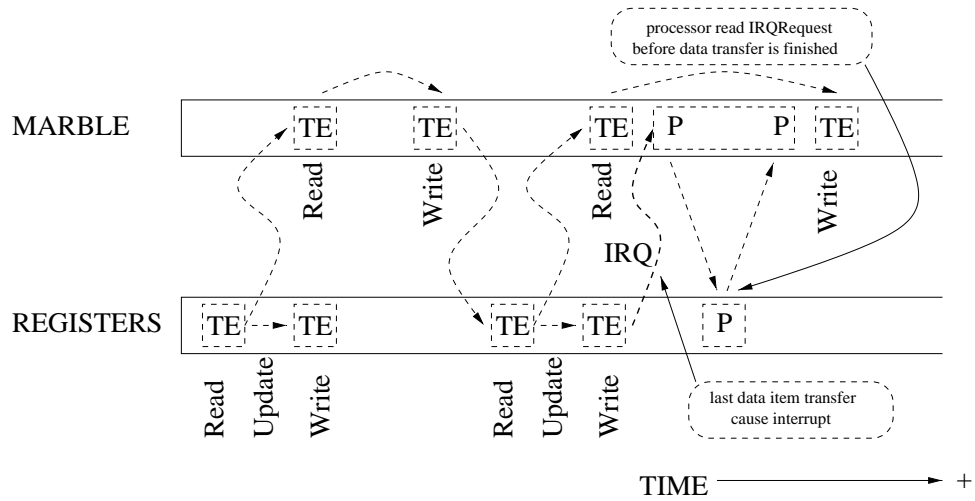 processor read IRQRequest
before data transfer is finished
MARBLE
TE
TE
TE
P
P
TE
Read
Write
Read
Write
IRQ
REGISTERS
TE
TE
TE
TE
P
Read
Update
Write
Read
Update
Write
last data item transfer
cause interrupt
TIME
+